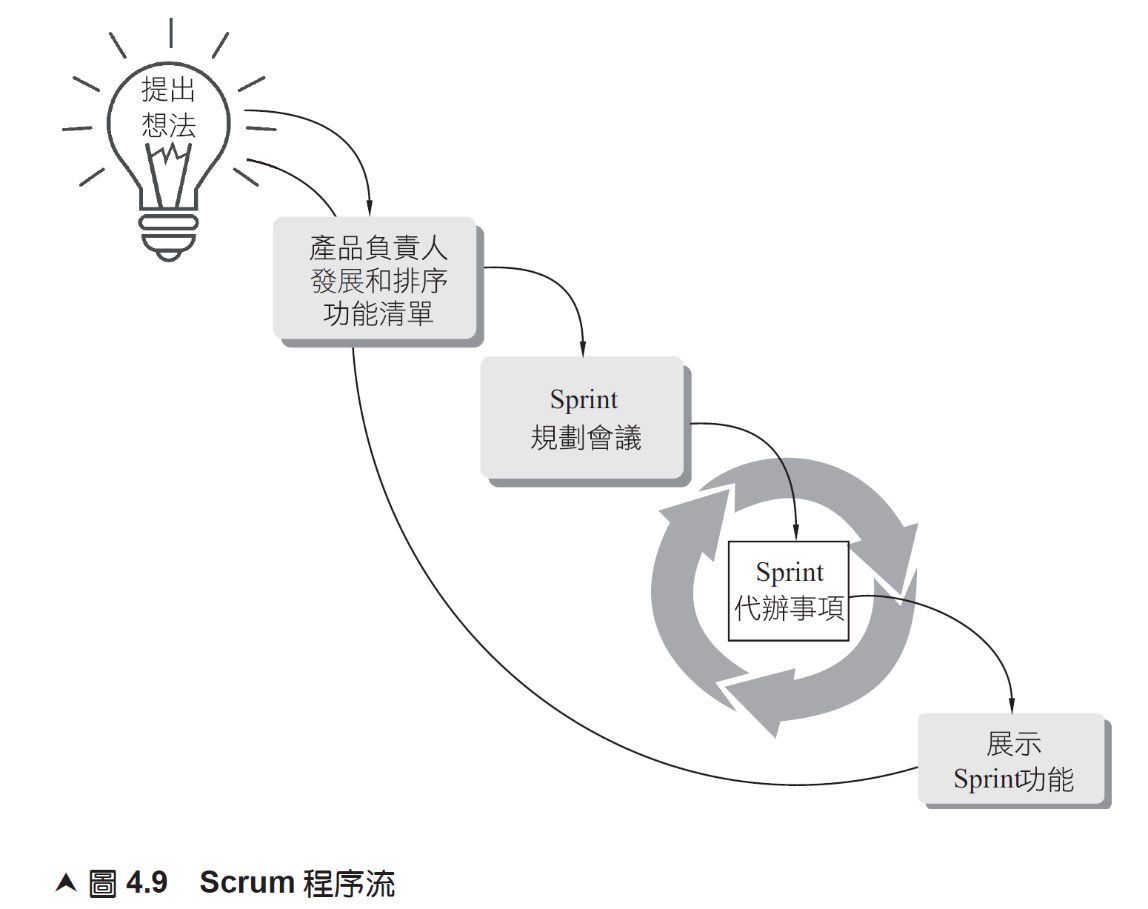 提出
想法
產品負責人
發展和排序
功能清單
Sprint
規劃會議
Sprint
代辦事項
展示
Sprint功能
圖 4.9 Scrum 程序流